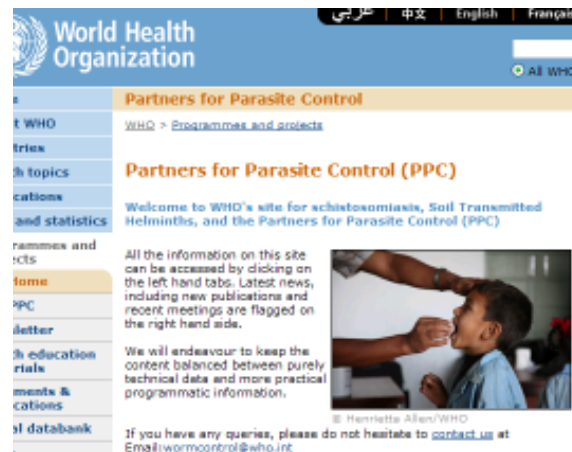 عربي 中文 English Français
World Health
Organization
All WHO
Partners for Parasite Control
t WHO
WHO > Programmes and projects
tries
h topics
Partners for Parasite Control (PPC)
cations
Welcome to WHO's site for schistosomiasis, Soil Transmitted
and statistics
Helminths, and the Partners for Parasite Control (PPC)
rammes and
ects
All the information on this site
can be accessed by clicking on
Home
the left hand tabs. Latest news,
including new publications and
PPC
recent meetings are flagged on
letter
the right hand side.
h education
rials
We will endeavour to keep the
content balanced between purely
technical data and more practical
ments &
programmatic information.
cations
© Henrietta Allen/WHO
al databank
If you have any queries, please do not hesitate to contact us at
Email:wormcontrol@who.int